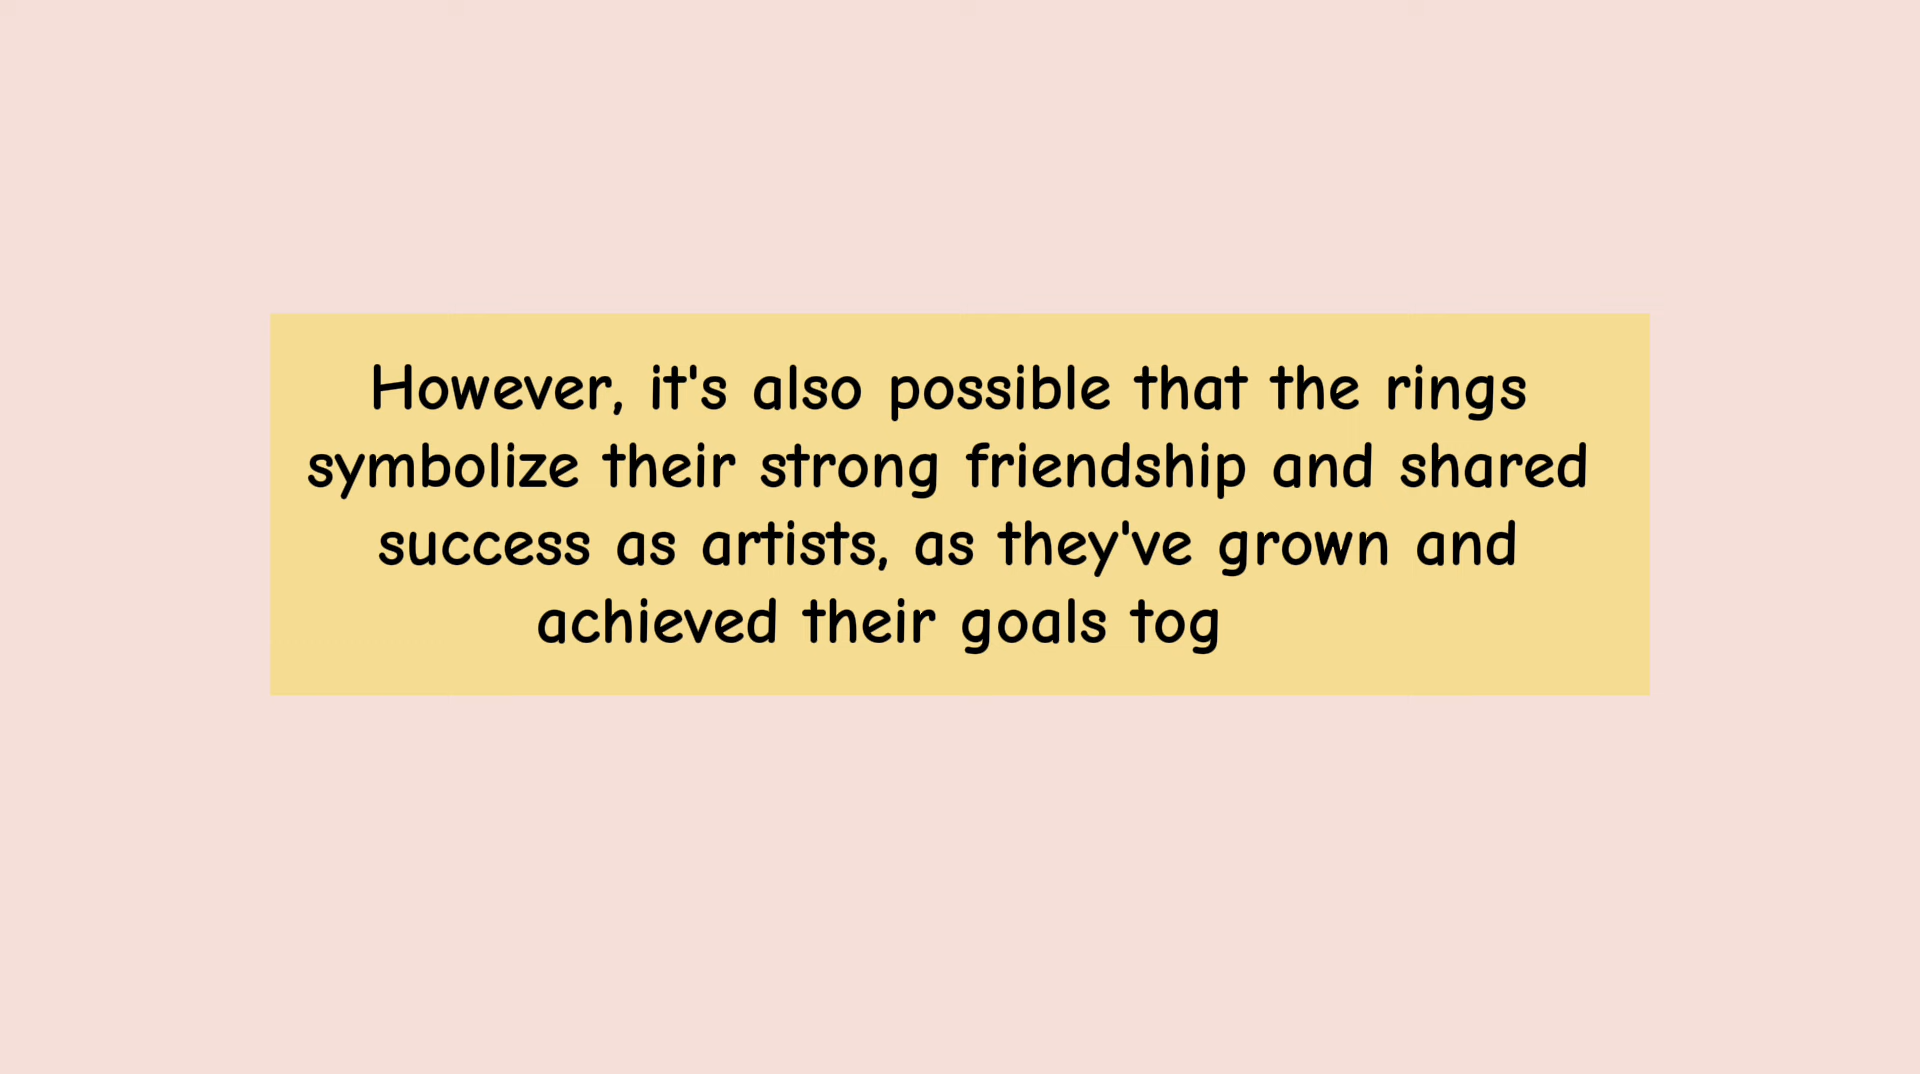 However, it's also possible that the rings
symbolize their strong friendship and shared
success as artists, as they've grown and
achieved their goals tog